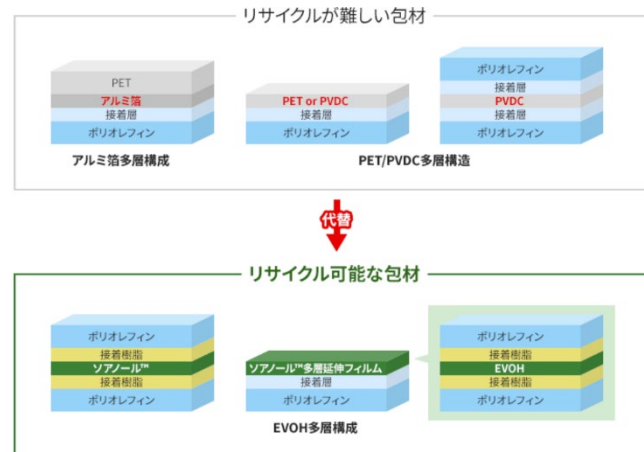 リサイクルが難しい包材
PET
アルミ箔
接着層
ポリオレフィン
アルミ箔多層構成
PET or PVDC
接着層
ポリオレフィン
ポリオレフィン
接着層
PVDC
接着層
ポリオレフィン
PET/PVDC多層構造
代替
リサイクル可能な包材
ポリオレフィン
接着樹脂
ソアノール™
接着樹脂
ポリオレフィン
ソアノール™多層延伸フィルム
接着層
ポリオレフィン
ポリオレフィン
接着樹脂
EVOH
接着樹脂
ポリオレフィン
EVOH多層構成